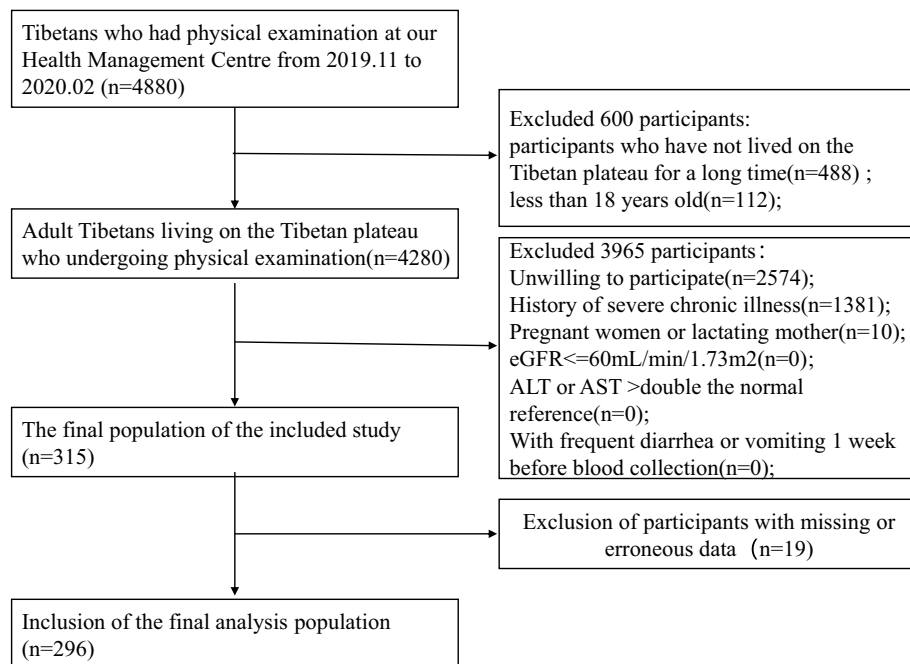 Tibetans who had physical examination at our
Health Management Centre from 2019.11 to
2020.02 (n=4880)
Excluded 600 participants:
participants who have not lived on the
Tibetan plateau for a long time(n=488) ;
less than 18 years old(n=112);
Adult Tibetans living on the Tibetan plateau
who undergoing physical examination(n=4280)
Excluded 3965 participants：
Unwilling to participate(n=2574);
History of severe chronic illness(n=1381);
Pregnant women or lactating mother(n=10);
eGFR<=60mL/min/1.73m2(n=0);
ALT or AST >double the normal
reference(n=0);
With frequent diarrhea or vomiting 1 week
before blood collection(n=0);
The final population of the included study
(n=315)
Exclusion of participants with missing or
erroneous data（n=19)
Inclusion of the final analysis population
(n=296)